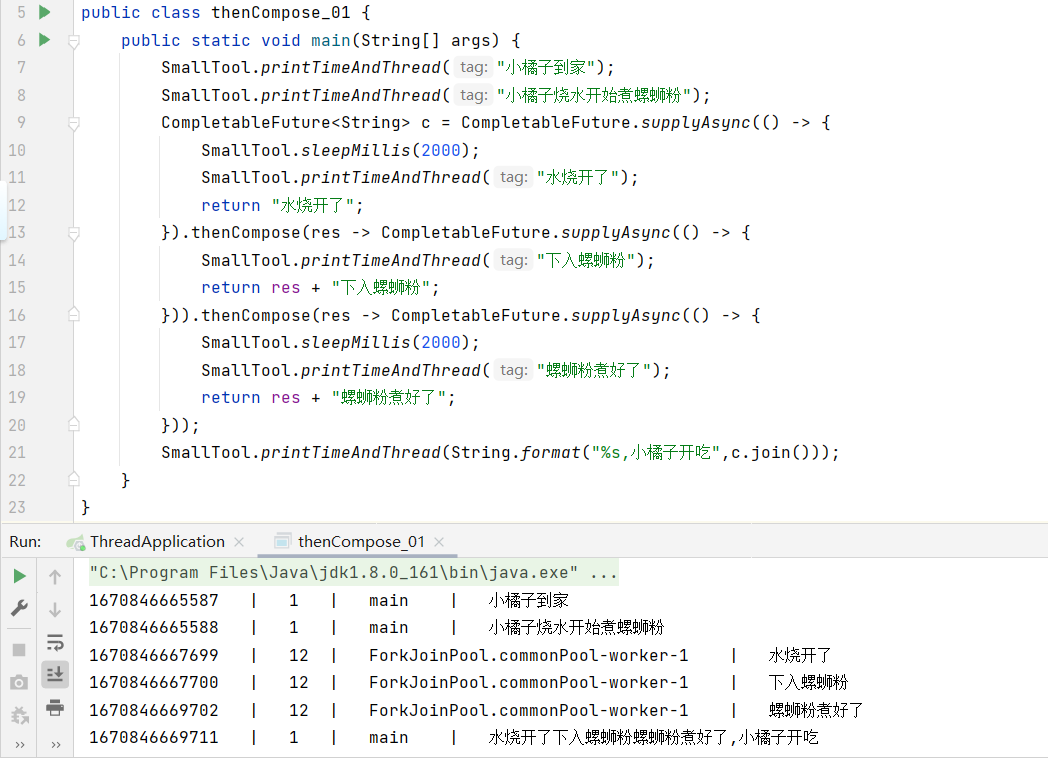 5 public class thenCompose_01 {
6 public static void main(String[] args) {
7 SmallTool.printTimeAndThread( tag: "小橘子到家");
8 SmallTool.printTimeAndThread( tag: "小橘子烧水开始煮螺蛳粉");
9 CompletableFuture<String> c = CompletableFuture.supplyAsync(() -> {
10 SmallTool.sleepMillis(2000);
11 SmallTool.printTimeAndThread( tag: "水烧开了");
12 return "水烧开了";
13 }).thenCompose(res -> CompletableFuture.supplyAsync(() -> {
14 SmallTool.printTimeAndThread( tag: "下入螺蛳粉");
15 return res + "下入螺蛳粉";
16 })).thenCompose(res -> CompletableFuture.supplyAsync(() -> {
17 SmallTool.sleepMillis(2000);
18 SmallTool.printTimeAndThread( tag: "螺蛳粉煮好了");
19 return res + "螺蛳粉煮好了";
20 }));
21 SmallTool.printTimeAndThread(String.format("%s,小橘子开吃",c.join()));
22 }
23 }
Run: ThreadApplication × thenCompose_01 ×
"C:\Program Files\Java\jdk1.8.0_161\bin\java.exe" ...
1670846665587 | 1 | main | 小橘子到家
1670846665588 | 1 | main | 小橘子烧水开始煮螺蛳粉
1670846667699 | 12 | ForkJoinPool.commonPool-worker-1 | 水烧开了
1670846667700 | 12 | ForkJoinPool.commonPool-worker-1 | 下入螺蛳粉
1670846669702 | 12 | ForkJoinPool.commonPool-worker-1 | 螺蛳粉煮好了
1670846669711 | 1 | main | 水烧开了下入螺蛳粉螺蛳粉煮好了,小橘子开吃